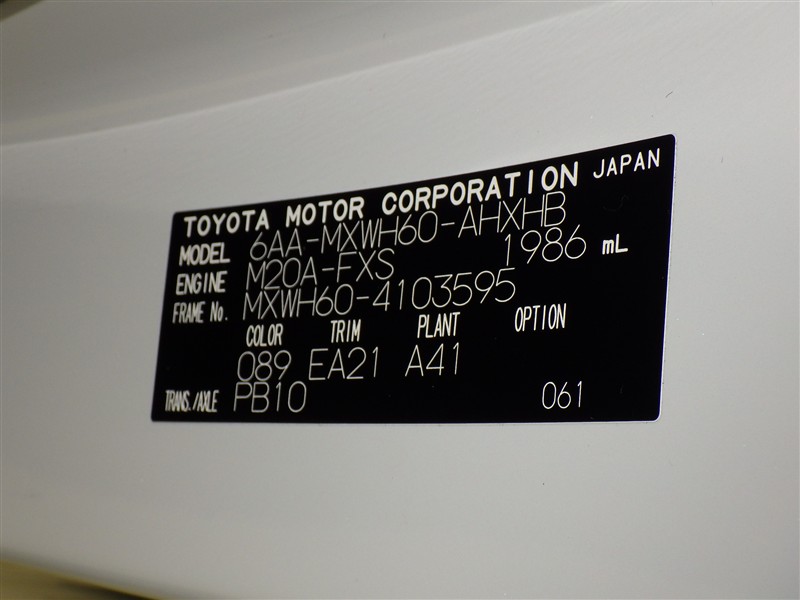 TOYOTA MOTOR CORPORATION JAPAN
MODEL 6AA-MXWH60-AHXHB
ENGINE M20A-FXS 1986 mL
FRAME No. MXWH60-4103595
COLOR TRIM PLANT OPTION
089 EA21 A41
TRANS./AXLE PB10 061